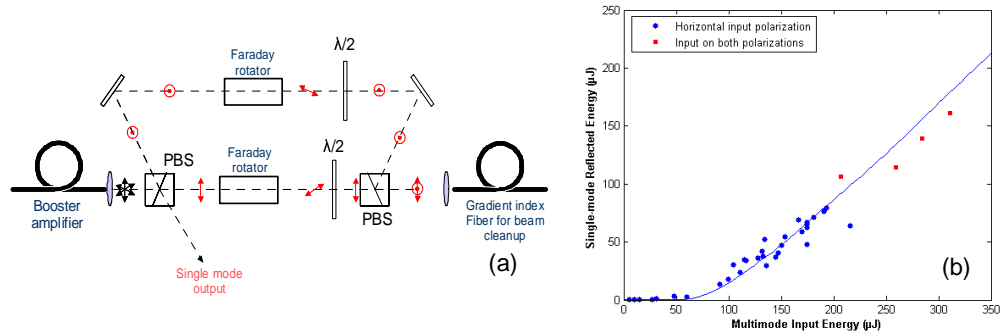 λ/2
Faraday
rotator
λ/2
PBS
Faraday
rotator
Booster
amplifier
PBS
Gradient index
Fiber for beam
cleanup
Single mode
output
(a)
(b)
Horizontal input polarization
Input on both polarizations
250
200
150
100
50
0
Single-mode Reflected Energy (µJ)
0 50 100 150 200 250 300 350
Multimode Input Energy (µJ)